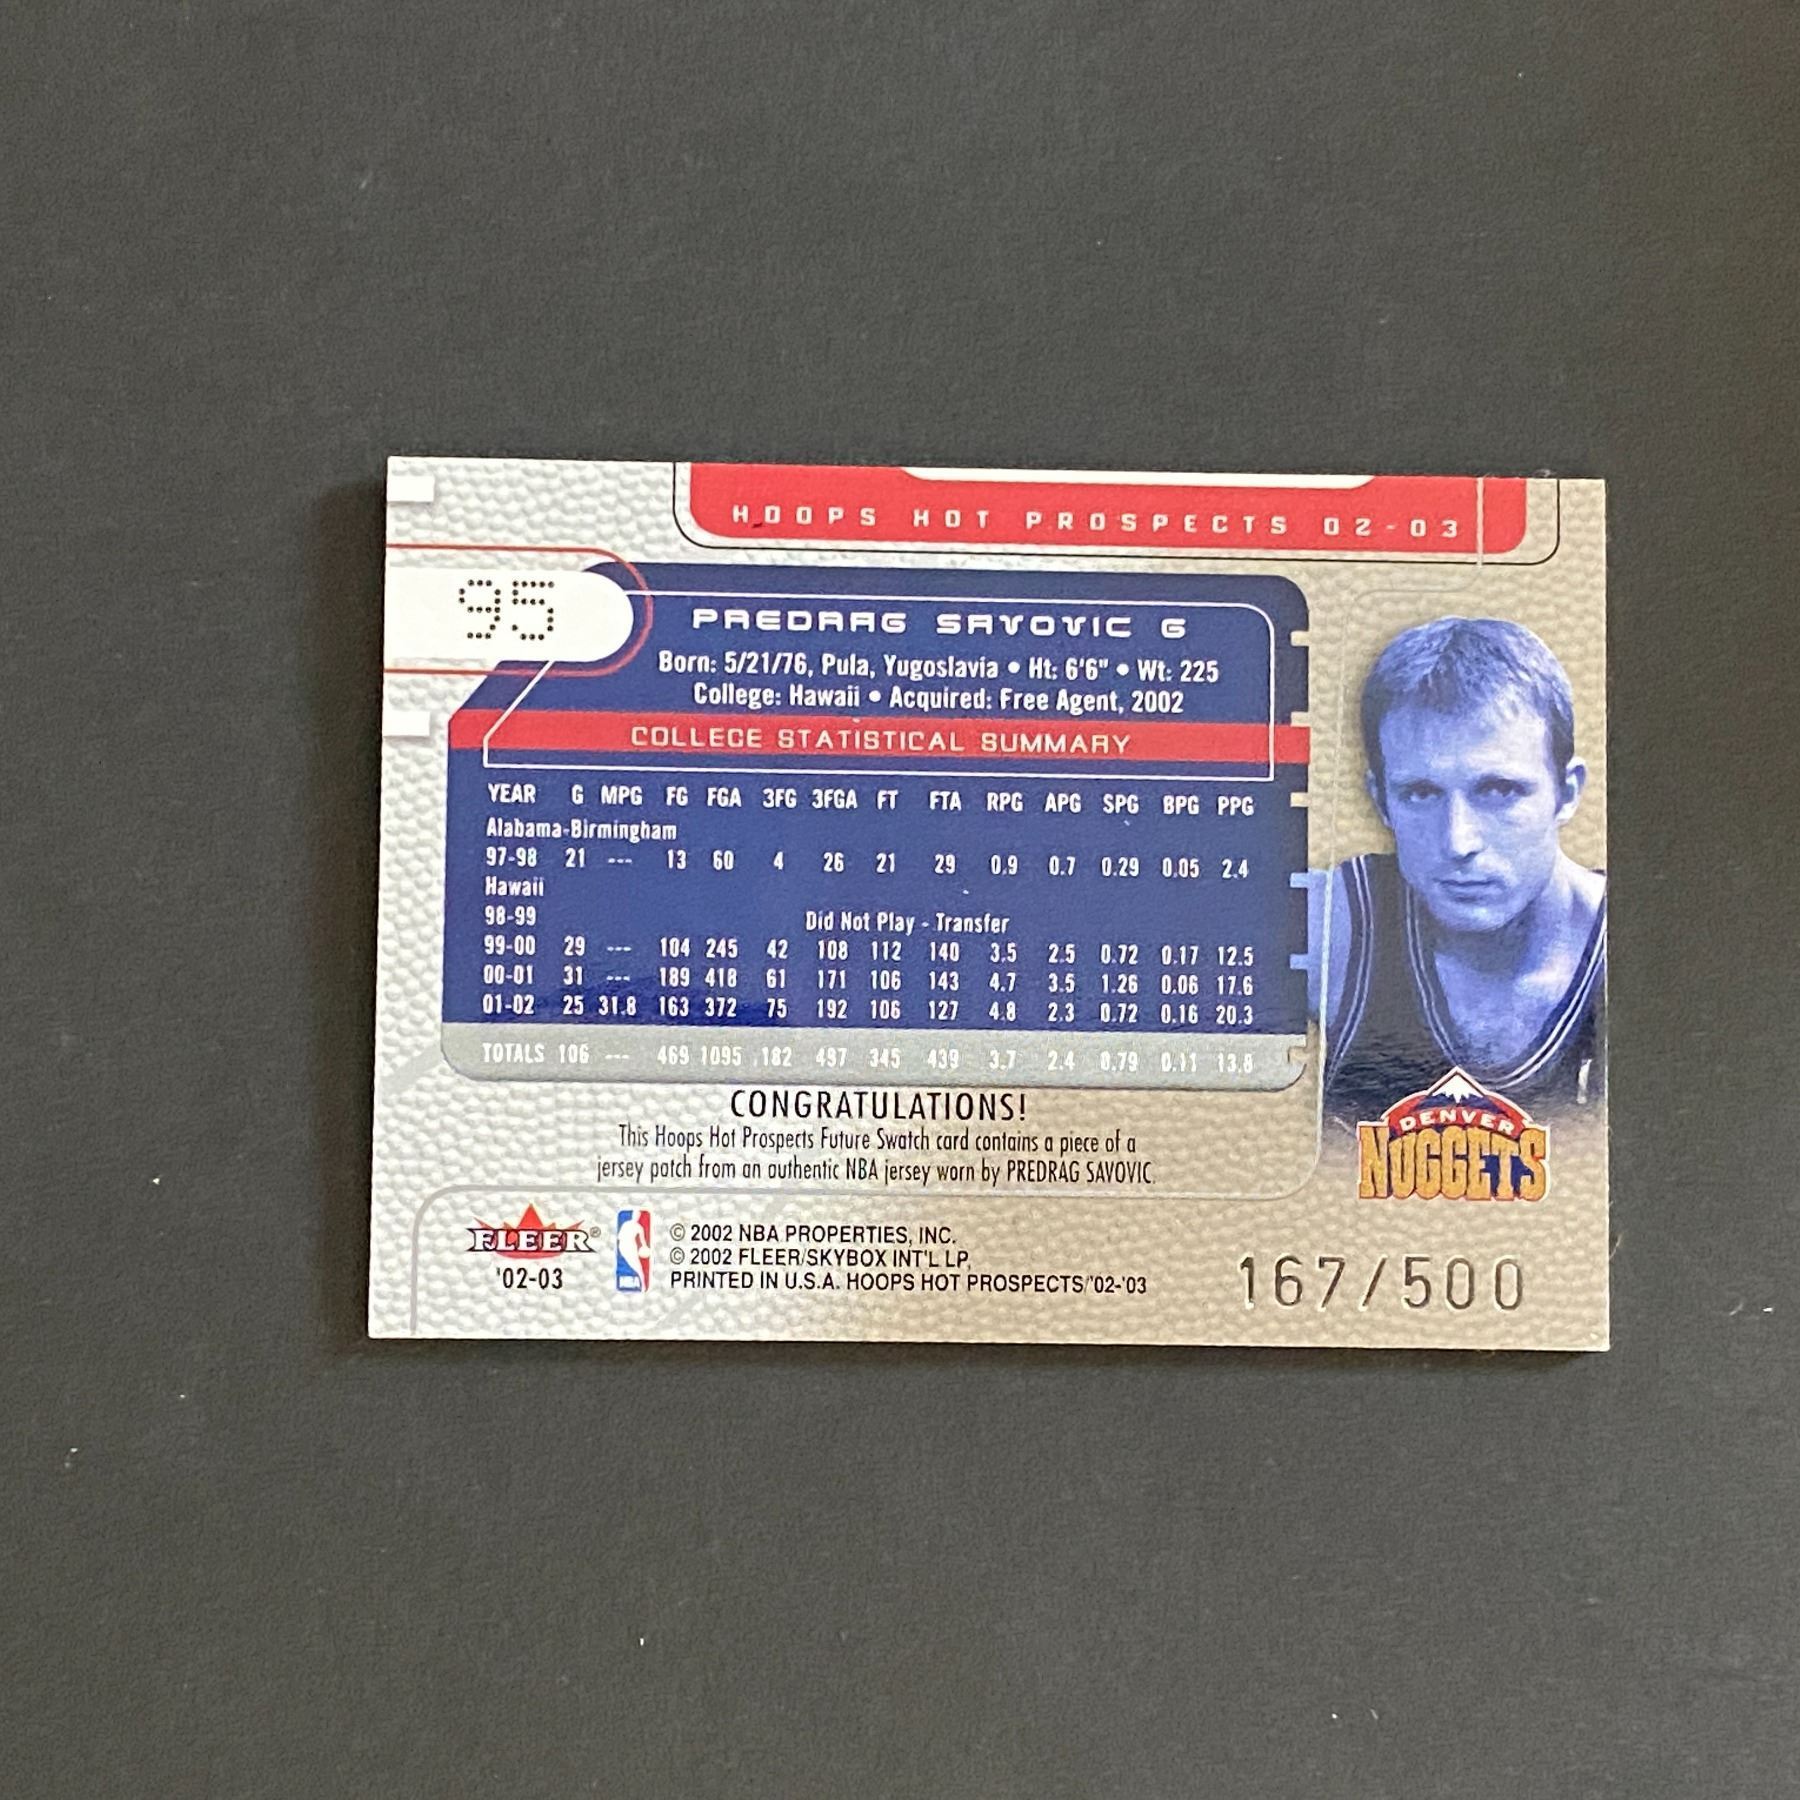 HOOPS HOT PROSPECTS 02-03
95
PREDRAG SAVOVIC G
Born: 5/21/76, Pula, Yugoslavia • Ht: 6'6" • Wt: 225
College: Hawaii • Acquired: Free Agent, 2002
COLLEGE STATISTICAL SUMMARY
YEAR G MPG FG FGA 3FG 3FGA FT FTA RPG APG SPG BPG PPG
Alabama-Birmingham
97-98 21 --- 13 60 4 26 21 29 0.9 0.7 0.29 0.05 2.4
Hawaii
98-99 Did Not Play - Transfer
99-00 29 --- 104 245 42 108 112 140 3.5 2.5 0.72 0.17 12.5
00-01 31 --- 189 418 61 171 106 143 4.7 3.5 1.26 0.06 17.6
01-02 25 31.8 163 372 75 192 106 127 4.8 2.3 0.72 0.16 20.3
TOTALS 106 --- 469 1095 182 497 345 439 3.7 2.4 0.79 0.11 13.8
CONGRATULATIONS!
This Hoops Hot Prospects Future Swatch card contains a piece of a
jersey patch from an authentic NBA jersey worn by PREDRAG SAVOVIC.
DENVER
NUGGETS
FLEER®
'02-03
NBA
© 2002 NBA PROPERTIES, INC.
© 2002 FLEER/SKYBOX INT'L LP,
PRINTED IN U.S.A. HOOPS HOT PROSPECTS/'02-'03
167/500